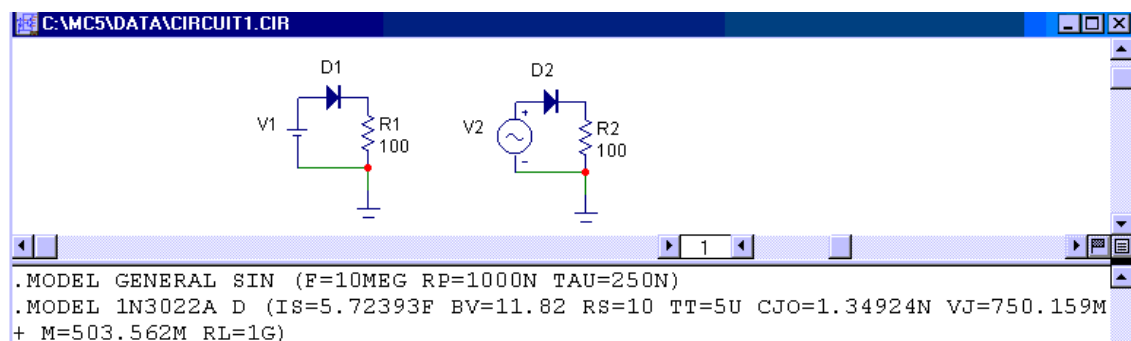 C:\MC5\DATA\CIRCUIT1.CIR
D1
D2
V1
R1
100
V2
+
-
R2
100
1
.MODEL GENERAL SIN (F=10MEG RP=1000N TAU=250N)
.MODEL 1N3022A D (IS=5.72393F BV=11.82 RS=10 TT=5U CJO=1.34924N VJ=750.159M
+ M=503.562M RL=1G)